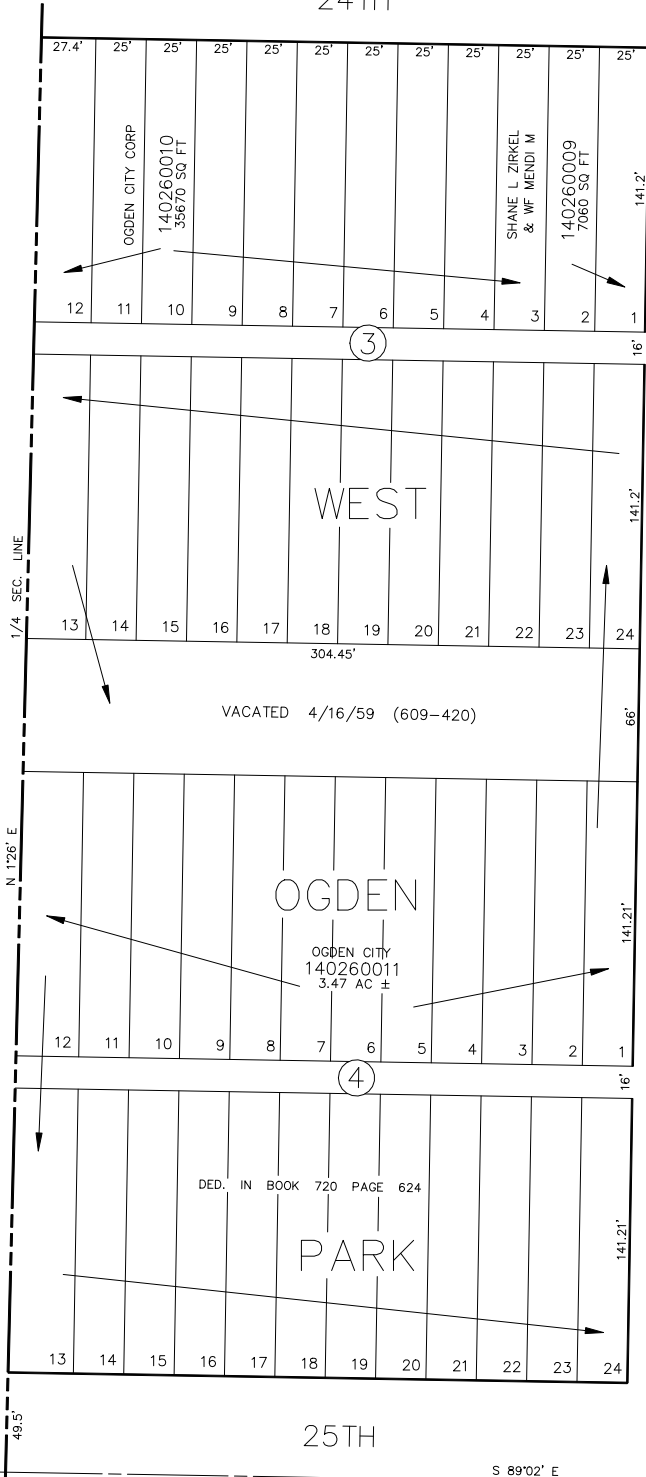 24TH
27.4' 25' 25' 25' 25' 25' 25' 25' 25' 25' 25' 25'
OGDEN CITY CORP
140260010
35670 SQ FT
SHANE L ZIRKEL
& WF MENDI M
140260009
7060 SQ FT
141.2'
12 11 10 9 8 7 6 5 4 3 2 1
3
16'
WEST
141.2'
1/4 SEC. LINE
13 14 15 16 17 18 19 20 21 22 23 24
304.45'
VACATED 4/16/59 (609-420)
66'
N 1°26' E
OGDEN
OGDEN CITY
140260011
3.47 AC ±
141.21'
12 11 10 9 8 7 6 5 4 3 2 1
4
16'
DED. IN BOOK 720 PAGE 624
PARK
141.21'
13 14 15 16 17 18 19 20 21 22 23 24
49.5'
25TH
S 89°02' E